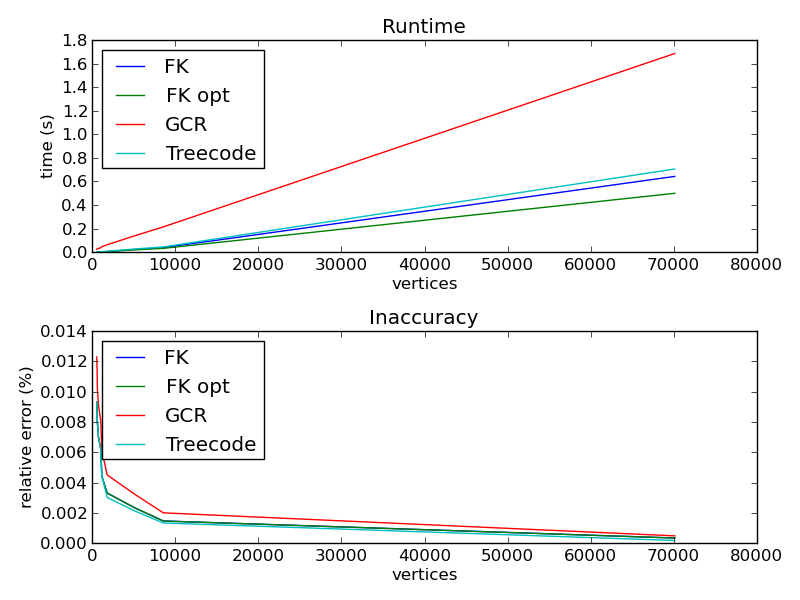 Runtime
1.8
1.6
1.4
1.2
1.0
0.8
0.6
0.4
0.2
0.0
time (s)
FK
FK opt
GCR
Treecode
0 10000 20000 30000 40000 50000 60000 70000 80000
vertices
Inaccuracy
0.014
0.012
0.010
0.008
0.006
0.004
0.002
0.000
relative error (%)
FK
FK opt
GCR
Treecode
0 10000 20000 30000 40000 50000 60000 70000 80000
vertices